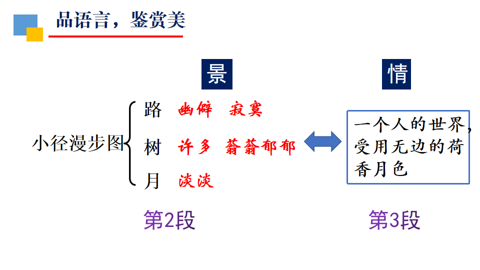 品语言，鉴赏美
景
情
小径漫步图
路 幽僻 寂寞
树 许多 蓊蓊郁郁
月 淡淡
一个人的世界，
受用无边的荷
香月色
第2段
第3段